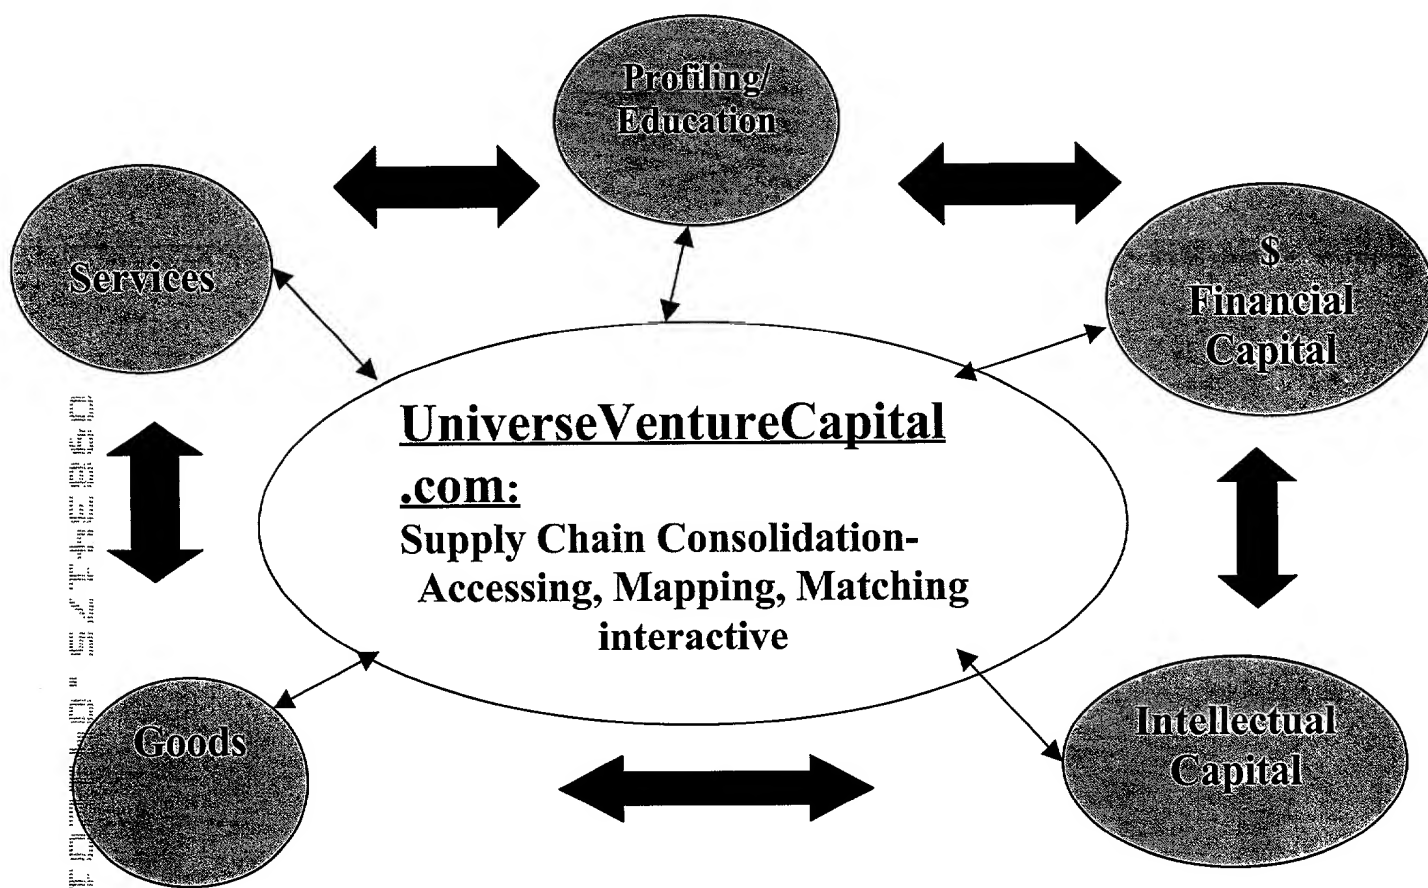 Profiling/
Education
Services
$
Financial
Capital
UniverseVentureCapital
.com:
Supply Chain Consolidation-
Accessing, Mapping, Matching
interactive
Goods
Intellectual
Capital